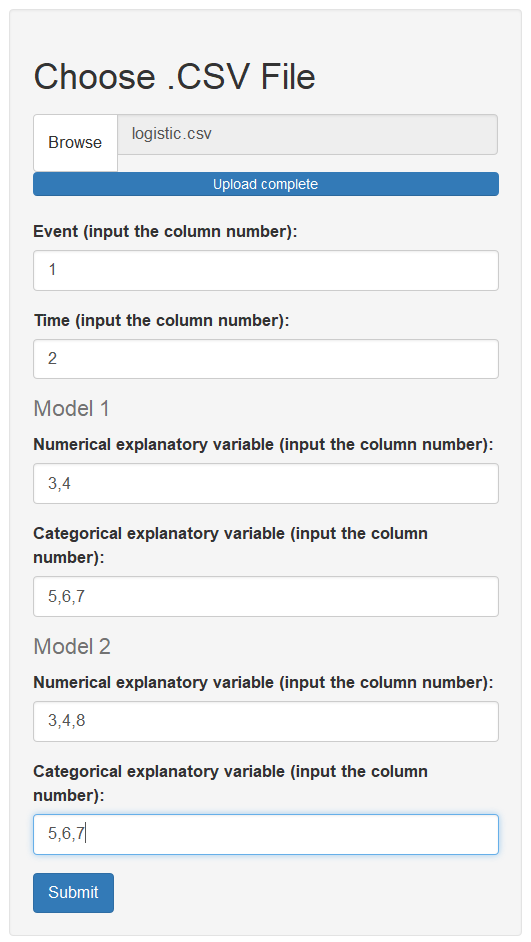 Choose .CSV File
Browse
logistic.csv
Upload complete
Event (input the column number):
1
Time (input the column number):
2
Model 1
Numerical explanatory variable (input the column number):
3,4
Categorical explanatory variable (input the column
number):
5,6,7
Model 2
Numerical explanatory variable (input the column number):
3,4,8
Categorical explanatory variable (input the column
number):
5,6,7
Submit